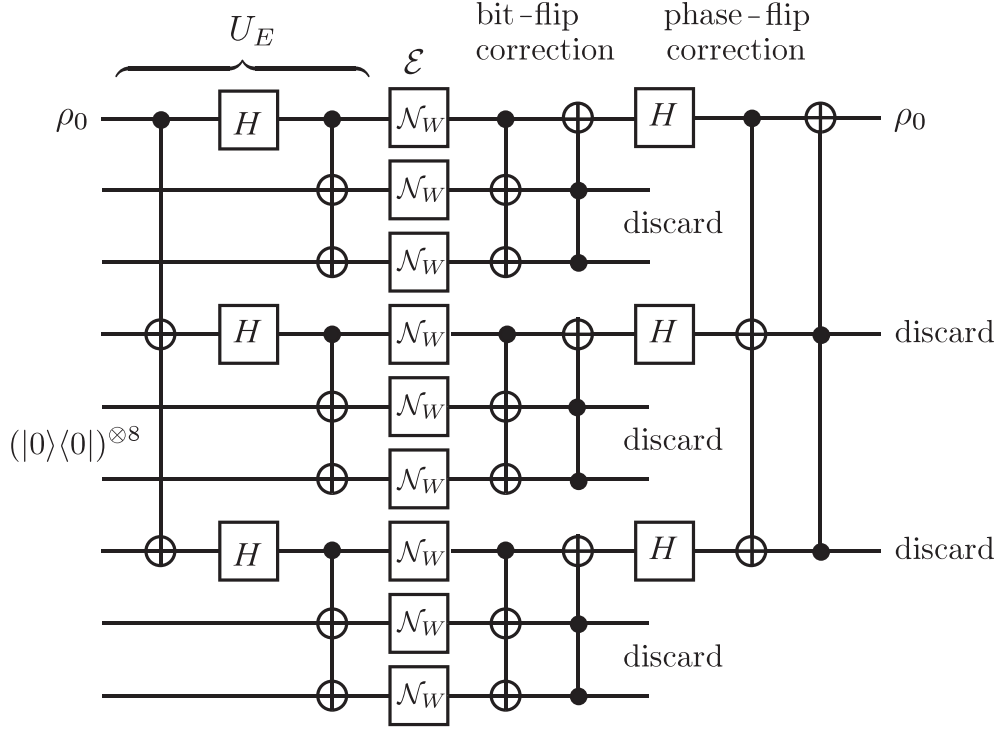 U_E
ℰ
bit-flip
correction
phase-flip
correction
ρ₀ H 𝒩_W H ρ₀
𝒩_W
discard
𝒩_W
H 𝒩_W H discard
𝒩_W
(|0⟩⟨0|)^{⊗8} discard
𝒩_W
H 𝒩_W H discard
𝒩_W
discard
𝒩_W